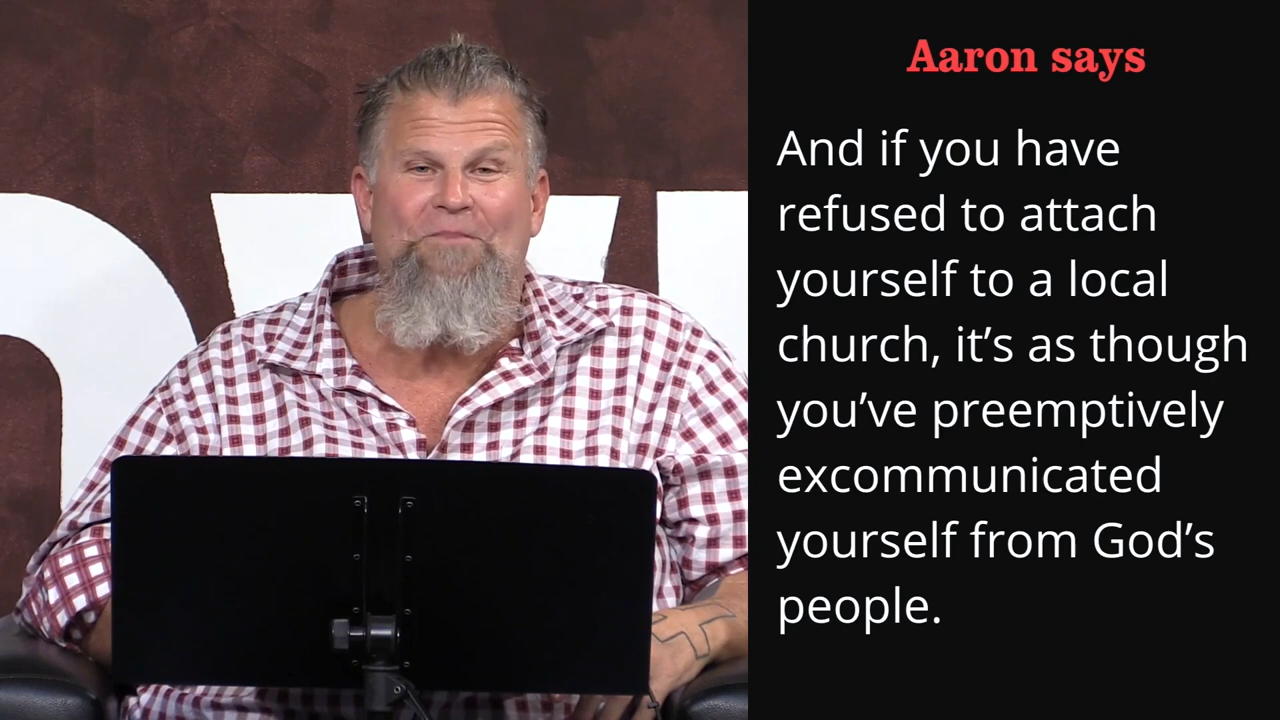 Aaron says
And if you have
refused to attach
yourself to a local
church, it’s as though
you’ve preemptively
excommunicated
yourself from God’s
people.